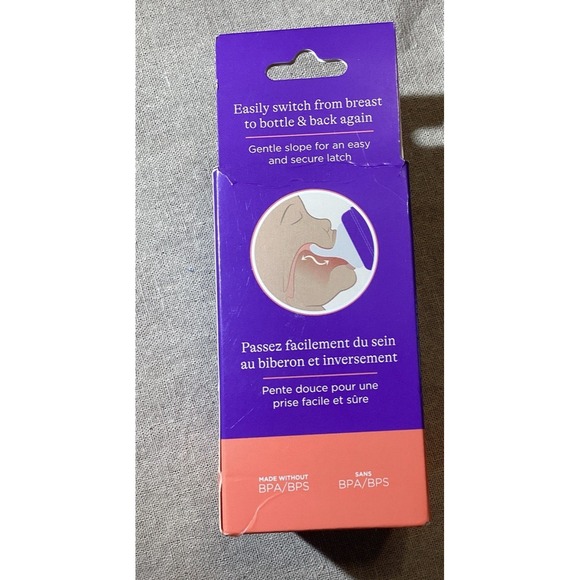 Easily switch from breast
to bottle & back again
Gentle slope for an easy
and secure latch
Passez facilement du sein
au biberon et inversement
Pente douce pour une
prise facile et sûre
MADE WITHOUT
BPA/BPS
SANS
BPA/BPS